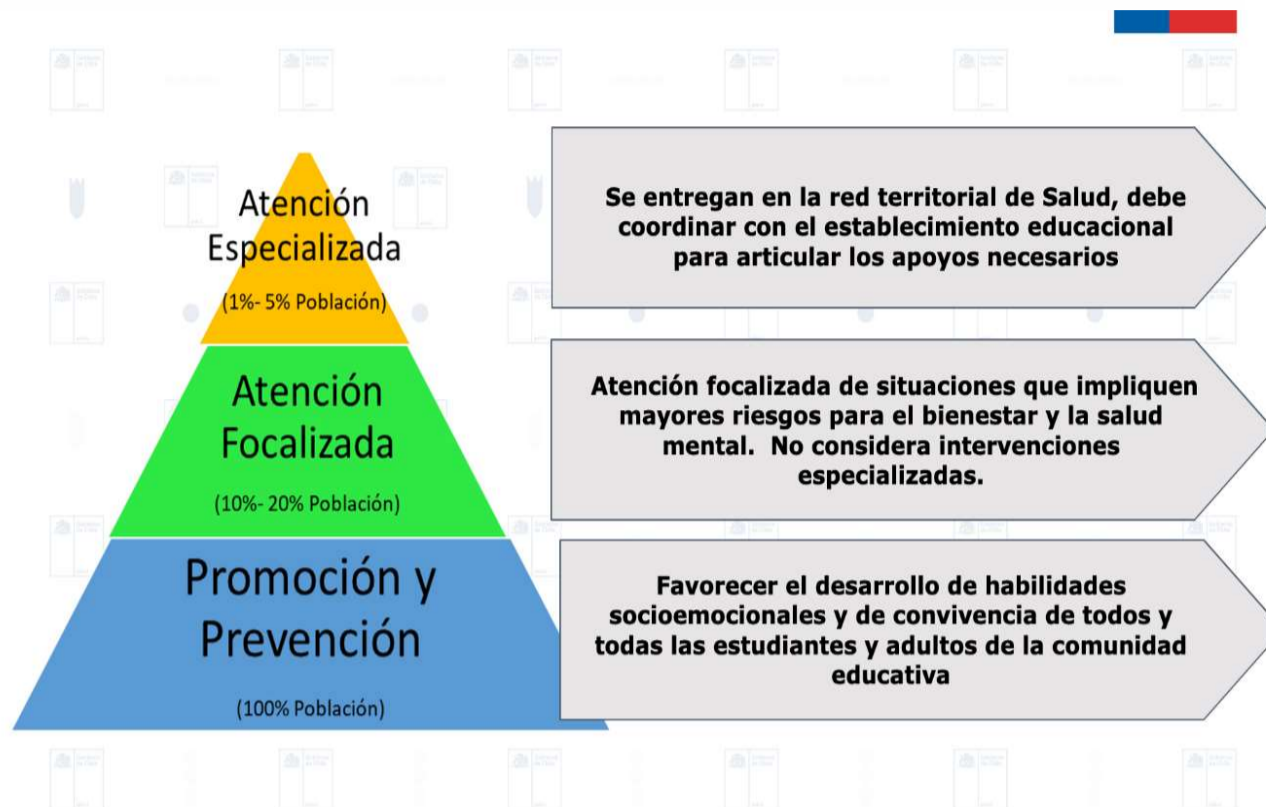 Atención
Especializada
(1%- 5% Población)
Se entregan en la red territorial de Salud, debe
coordinar con el establecimiento educacional
para articular los apoyos necesarios
Atención
Focalizada
(10%- 20% Población)
Atención focalizada de situaciones que impliquen
mayores riesgos para el bienestar y la salud
mental.  No considera intervenciones
especializadas.
Promoción y
Prevención
(100% Población)
Favorecer el desarrollo de habilidades
socioemocionales y de convivencia de todos y
todas las estudiantes y adultos de la comunidad
educativa